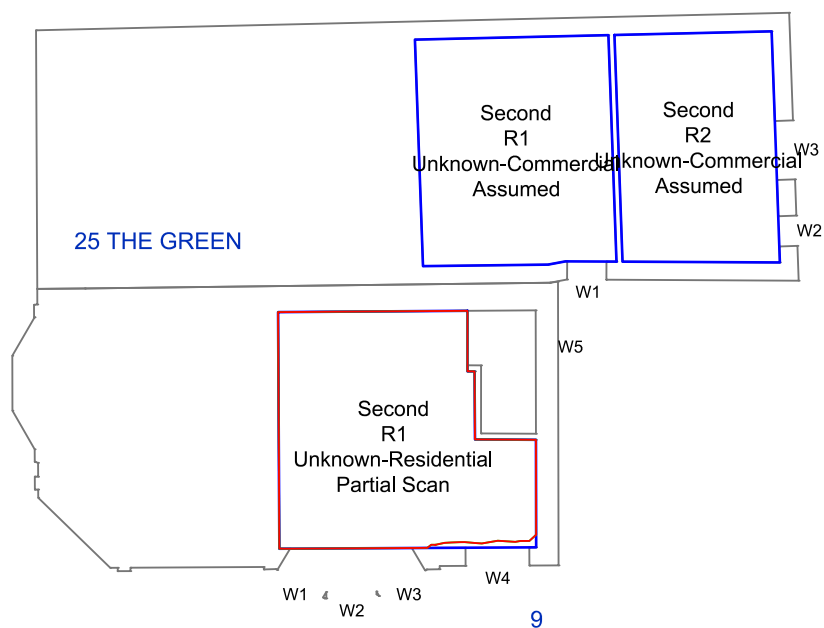 Second
R1
Unknown-Commercial
Assumed
Second
R2
Unknown-Commercial
Assumed
W3
W2
25 THE GREEN
W1
W5
Second
R1
Unknown-Residential
Partial Scan
W4
W1
W2
W3
9